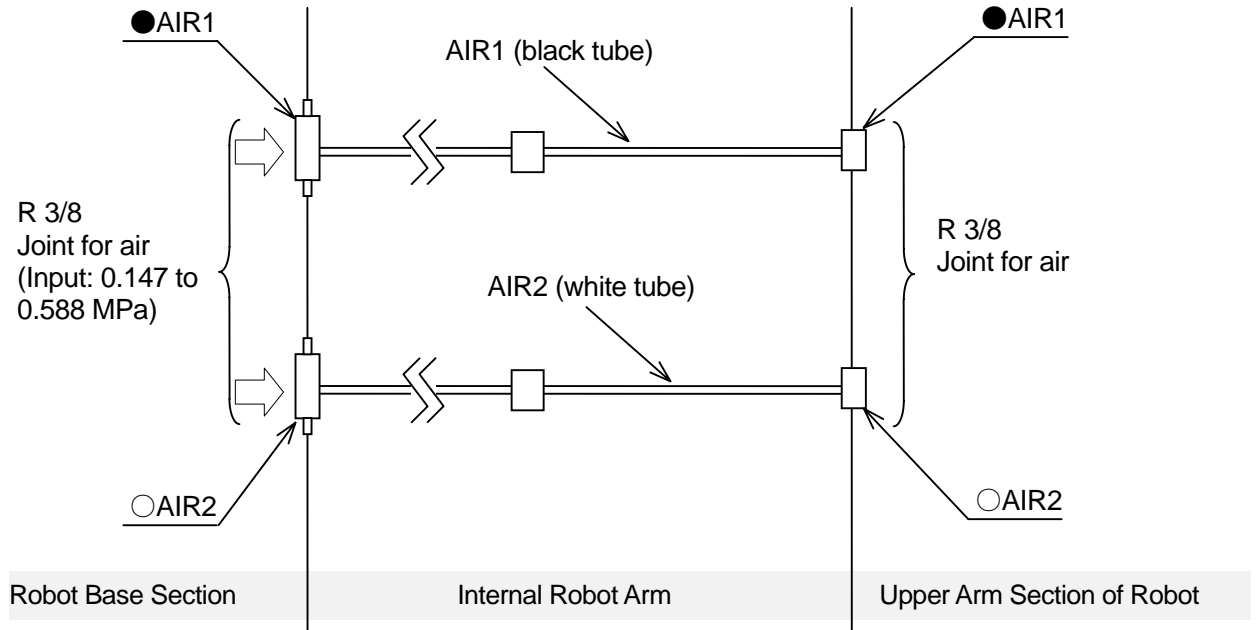 ●AIR1
●AIR1
AIR1 (black tube)
R 3/8
Joint for air
(Input: 0.147 to
0.588 MPa)
R 3/8
Joint for air
AIR2 (white tube)
○AIR2
○AIR2
Robot Base Section
Internal Robot Arm
Upper Arm Section of Robot